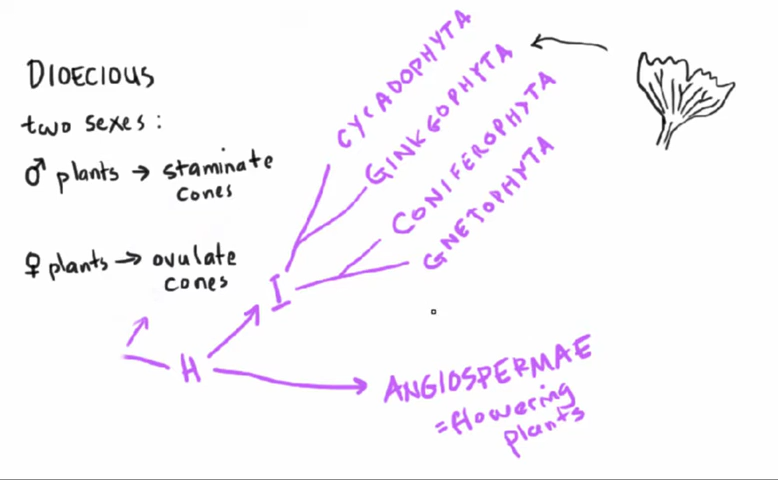 DIOECIOUS
two sexes:
♂ plants → staminate
cones
♀ plants → ovulate
cones
CYCADOPHYTA
GINKGOPHYTA
CONIFEROPHYTA
GNETOPHYTA
I
H
ANGIOSPERMAE
=flowering
plants